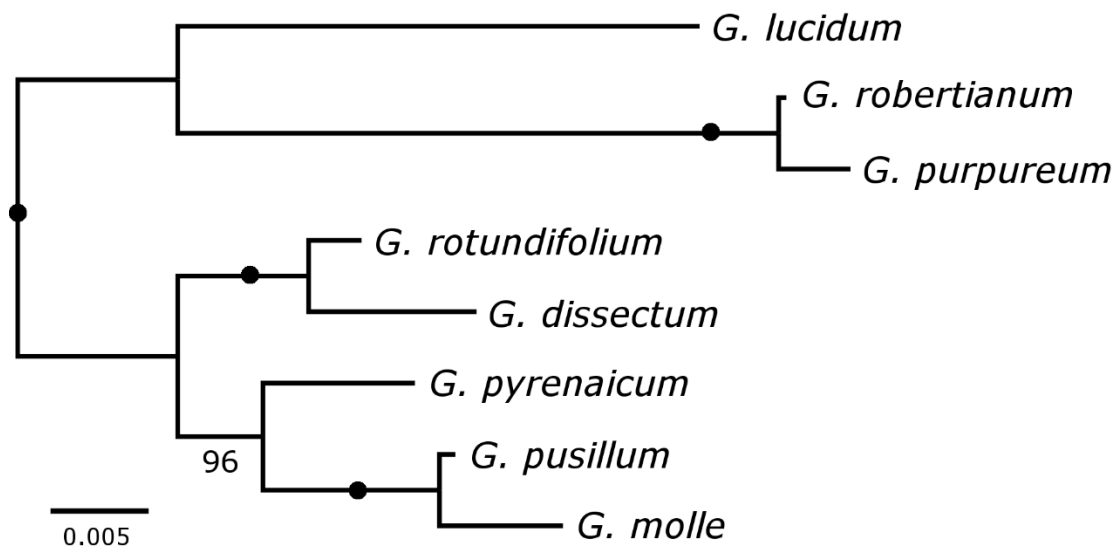 G. lucidum
G. robertianum
G. purpureum
G. rotundifolium
G. dissectum
G. pyrenaicum
96
G. pusillum
G. molle
0.005